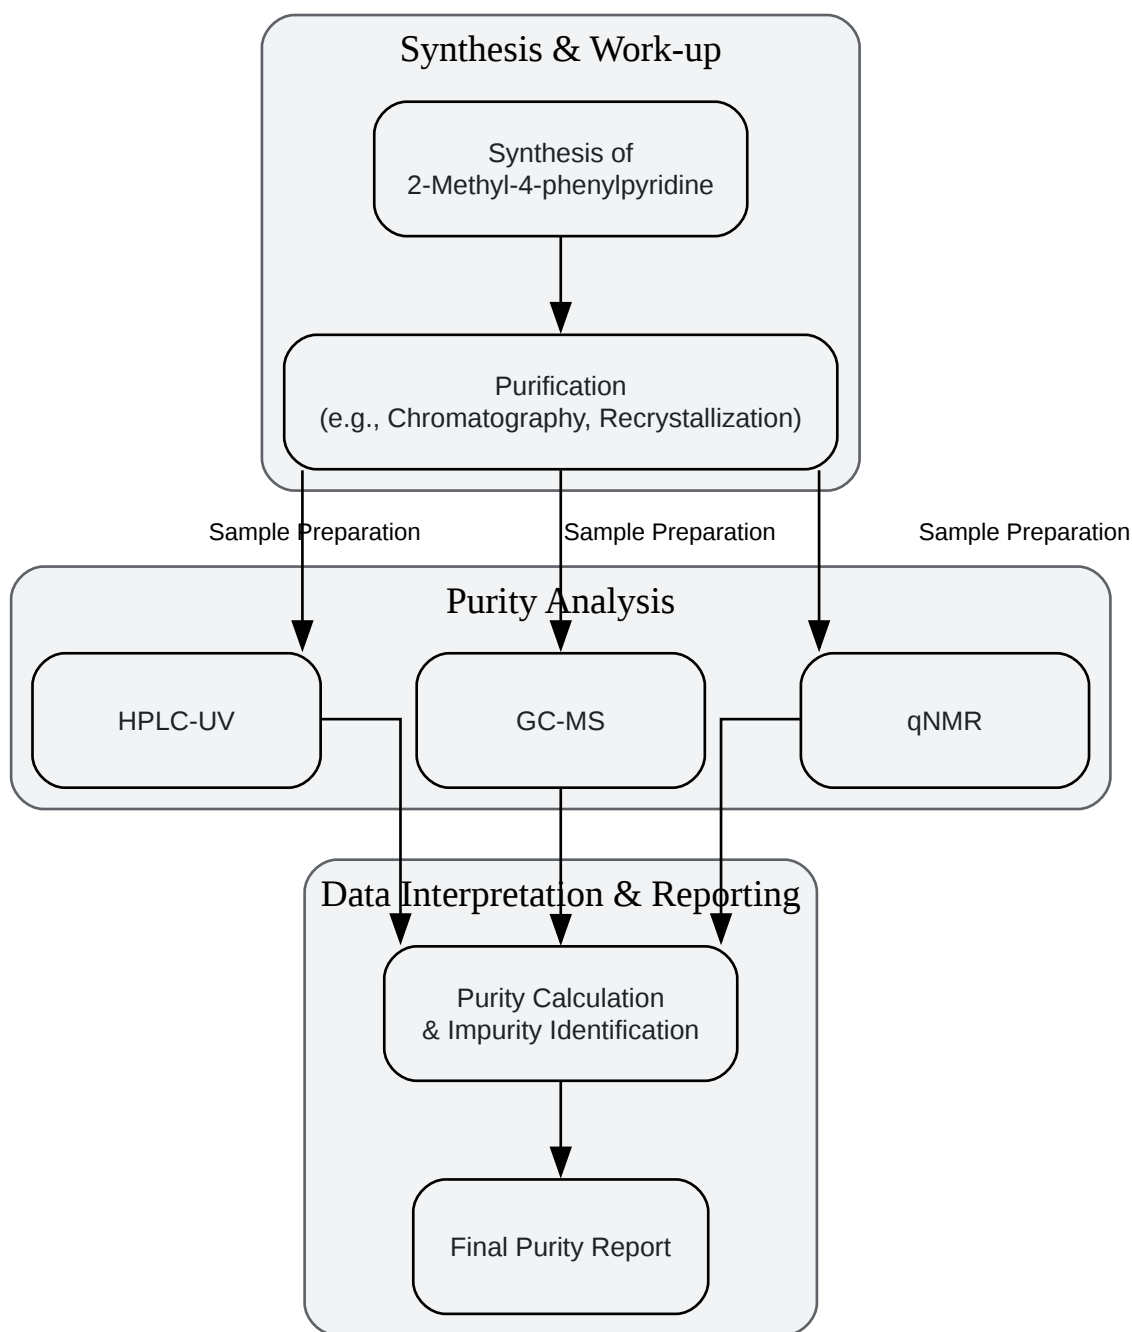 Synthesis & Work-up
Synthesis of
2-Methyl-4-phenylpyridine
Purification
(e.g., Chromatography, Recrystallization)
Sample Preparation
Sample Preparation
Sample Preparation
Purity Analysis
HPLC-UV
GC-MS
qNMR
Data Interpretation & Reporting
Purity Calculation
& Impurity Identification
Final Purity Report